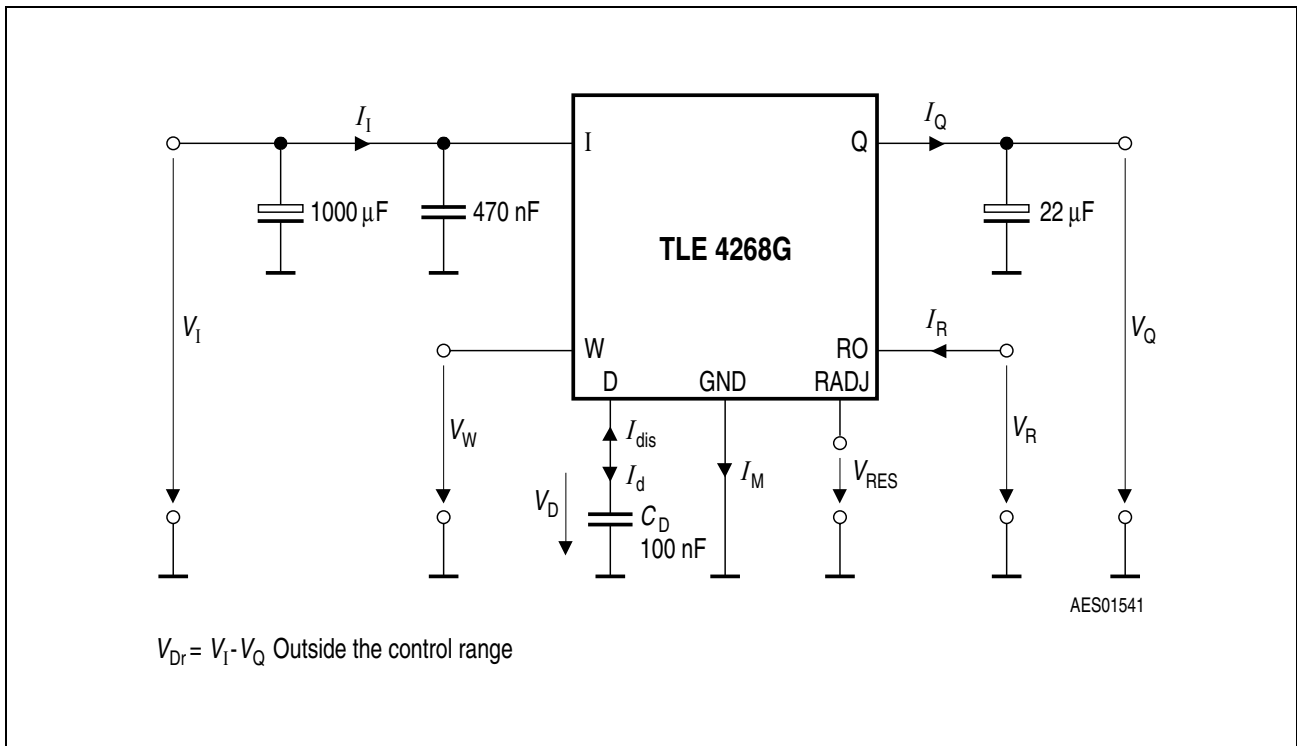 I_I
I_Q
I
Q
1000 µF
470 nF
22 µF
TLE 4268G
V_I
I_R
V_Q
W
RO
D
GND
RADJ
V_W
I_dis
V_R
I_d
I_M
V_RES
V_D
C_D
100 nF
AES01541
V_Dr = V_I-V_Q Outside the control range